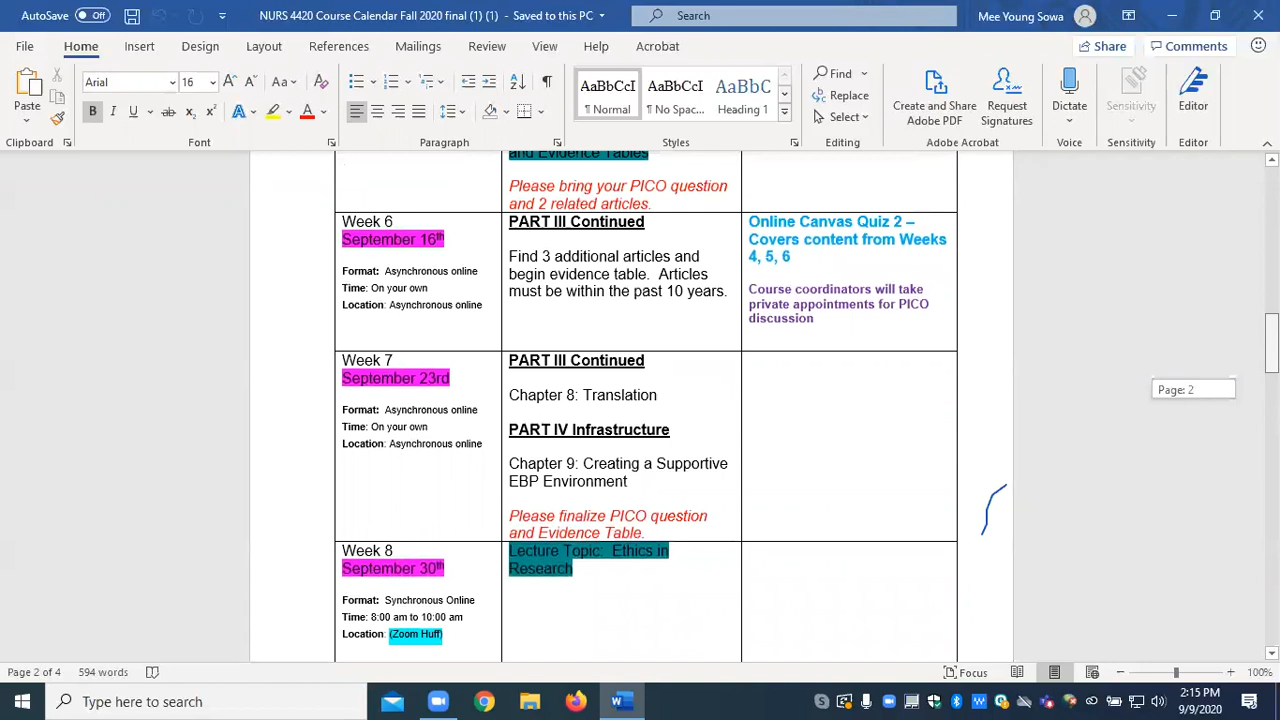 AutoSave Off NURS 4420 Course Calendar Fall 2020 final (1) (1) - Saved to this PC Search Mee Young Sowa
File Home Insert Design Layout References Mailings Review View Help Acrobat Share Comments
Paste
Clipboard
Arial 16
Aa
B I U ab x₂ x² A A
Font
Paragraph
AaBbCcI AaBbCcI AaBbC
¶ Normal ¶ No Spac... Heading 1
Styles
Find
Replace
Select
Editing
Create and Share Adobe PDF
Request Signatures
Adobe Acrobat
Dictate
Voice
Sensitivity
Sensitivity
Editor
Editor
and Evidence Tables
Please bring your PICO question
and 2 related articles.
Week 6
September 16th
Format: Asynchronous online
Time: On your own
Location: Asynchronous online
PART III Continued
Find 3 additional articles and
begin evidence table. Articles
must be within the past 10 years.
Online Canvas Quiz 2 –
Covers content from Weeks
4, 5, 6
Course coordinators will take
private appointments for PICO
discussion
Week 7
September 23rd
Format: Asynchronous online
Time: On your own
Location: Asynchronous online
PART III Continued
Chapter 8: Translation
PART IV Infrastructure
Chapter 9: Creating a Supportive
EBP Environment
Please finalize PICO question
and Evidence Table.
Page: 2
Week 8
September 30th
Format: Synchronous Online
Time: 8:00 am to 10:00 am
Location: (Zoom Huff)
Lecture Topic: Ethics in
Research
Page 2 of 4 594 words Focus 100%
Type here to search
2:15 PM
9/9/2020